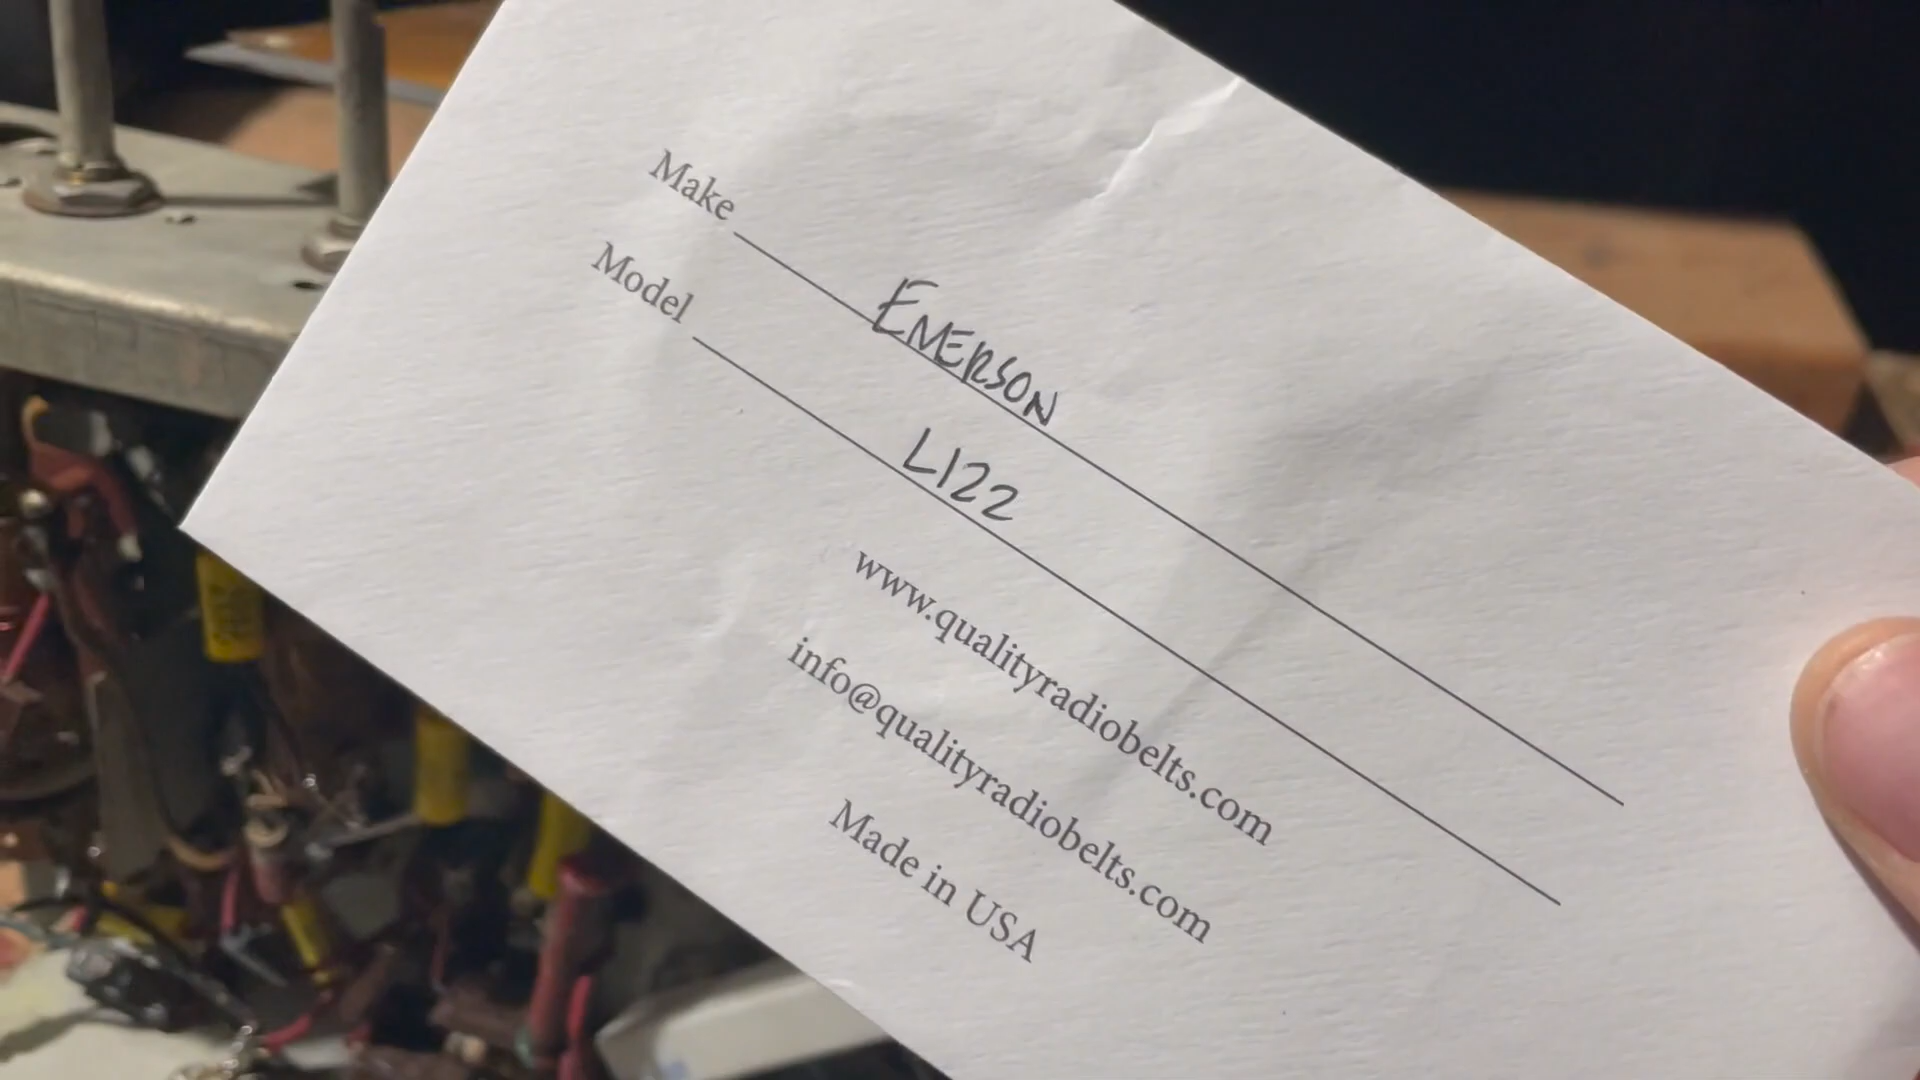 Make EMERSON
Model L122
www.qualityradiobelts.com
info@qualityradiobelts.com
Made in USA